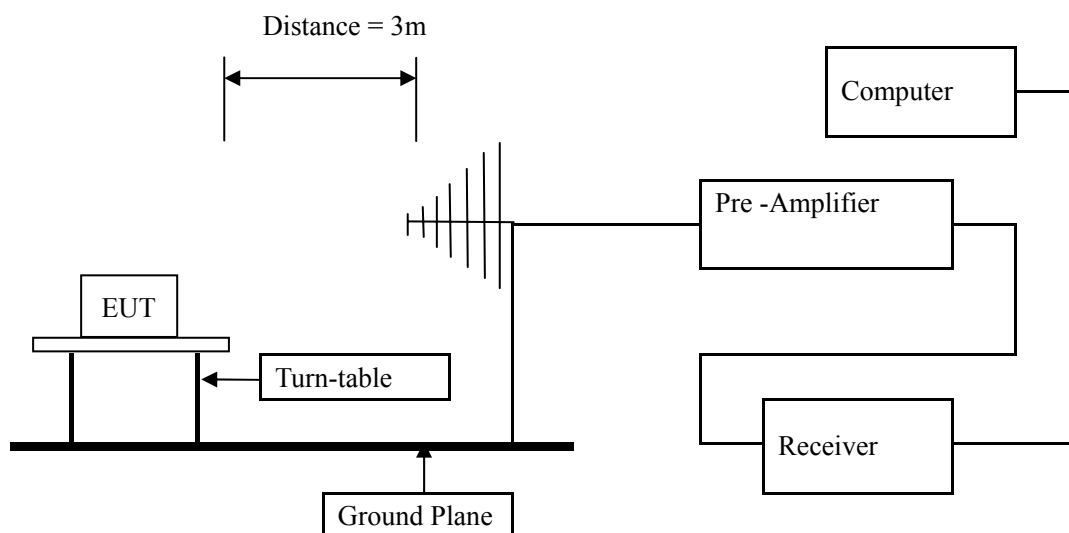 Distance = 3m
Computer
Pre -Amplifier
EUT
Turn-table
Receiver
Ground Plane